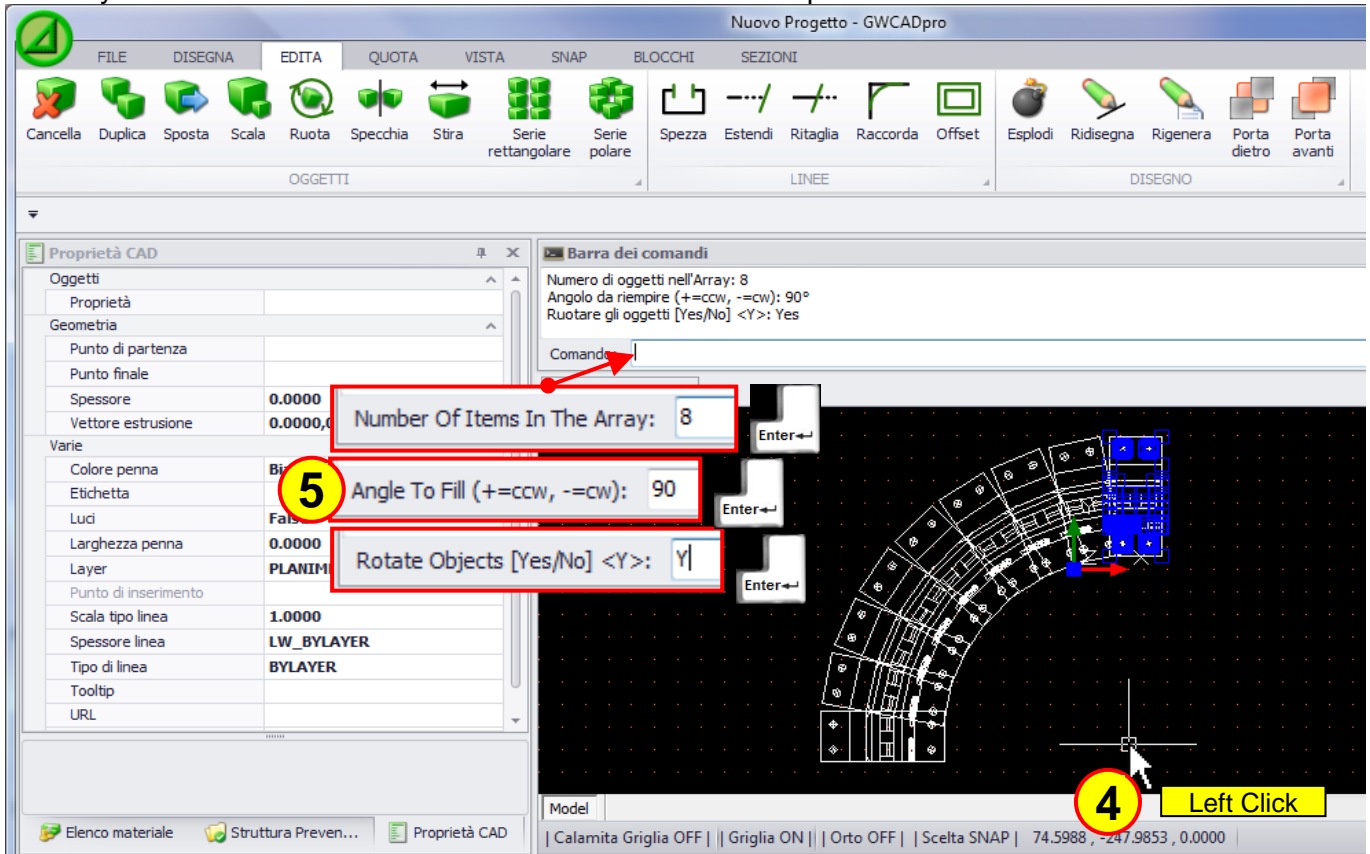 Nuovo Progetto - GWCADpro
FILE DISEGNA EDITA QUOTA VISTA SNAP BLOCCHI SEZIONI
Cancella Duplica Sposta Scala Ruota Specchia Stira Serie rettangolare Serie polare Spezza Estendi Ritaglia Raccorda Offset Esplodi Ridisegna Rigenera Porta dietro Porta avanti
OGGETTI LINEE DISEGNO
Proprietà CAD
Oggetti
Proprietà
Geometria
Punto di partenza
Punto finale
Spessore 0.0000
Vettore estrusione 0.0000,0
Varie
Colore penna
Etichetta
Luci
Larghezza penna 0.0000
Layer
Punto di inserimento
Scala tipo linea 1.0000
Spessore linea LW_BYLAYER
Tipo di linea BYLAYER
Tooltip
URL
Elenco materiale Struttura Preven... Proprietà CAD
Barra dei comandi
Numero di oggetti nell'Array: 8
Angolo da riempire (+=ccw, -=cw): 90°
Ruotare gli oggetti [Yes/No] <Y>: Yes
Number Of Items In The Array: 8
Enter
5 Angle To Fill (+=ccw, -=cw): 90
Enter
Rotate Objects [Yes/No] <Y>: Y
Enter
4 Left Click
Model
| Calamita Griglia OFF | | Griglia ON | | Orto OFF | | Scelta SNAP | 74.5988 , -247.9853 , 0.0000